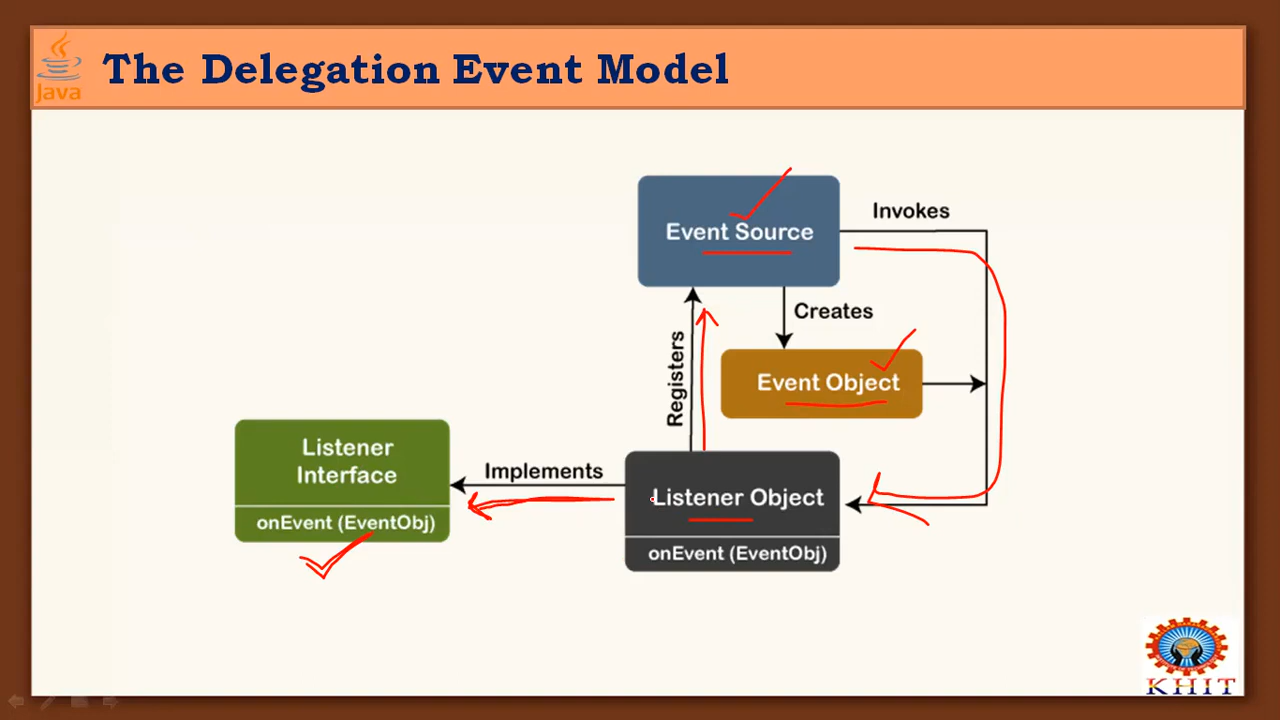 Java
The Delegation Event Model
Event Source
Invokes
Creates
Registers
Event Object
Listener
Interface
onEvent (EventObj)
Implements
Listener Object
onEvent (EventObj)
KHIT